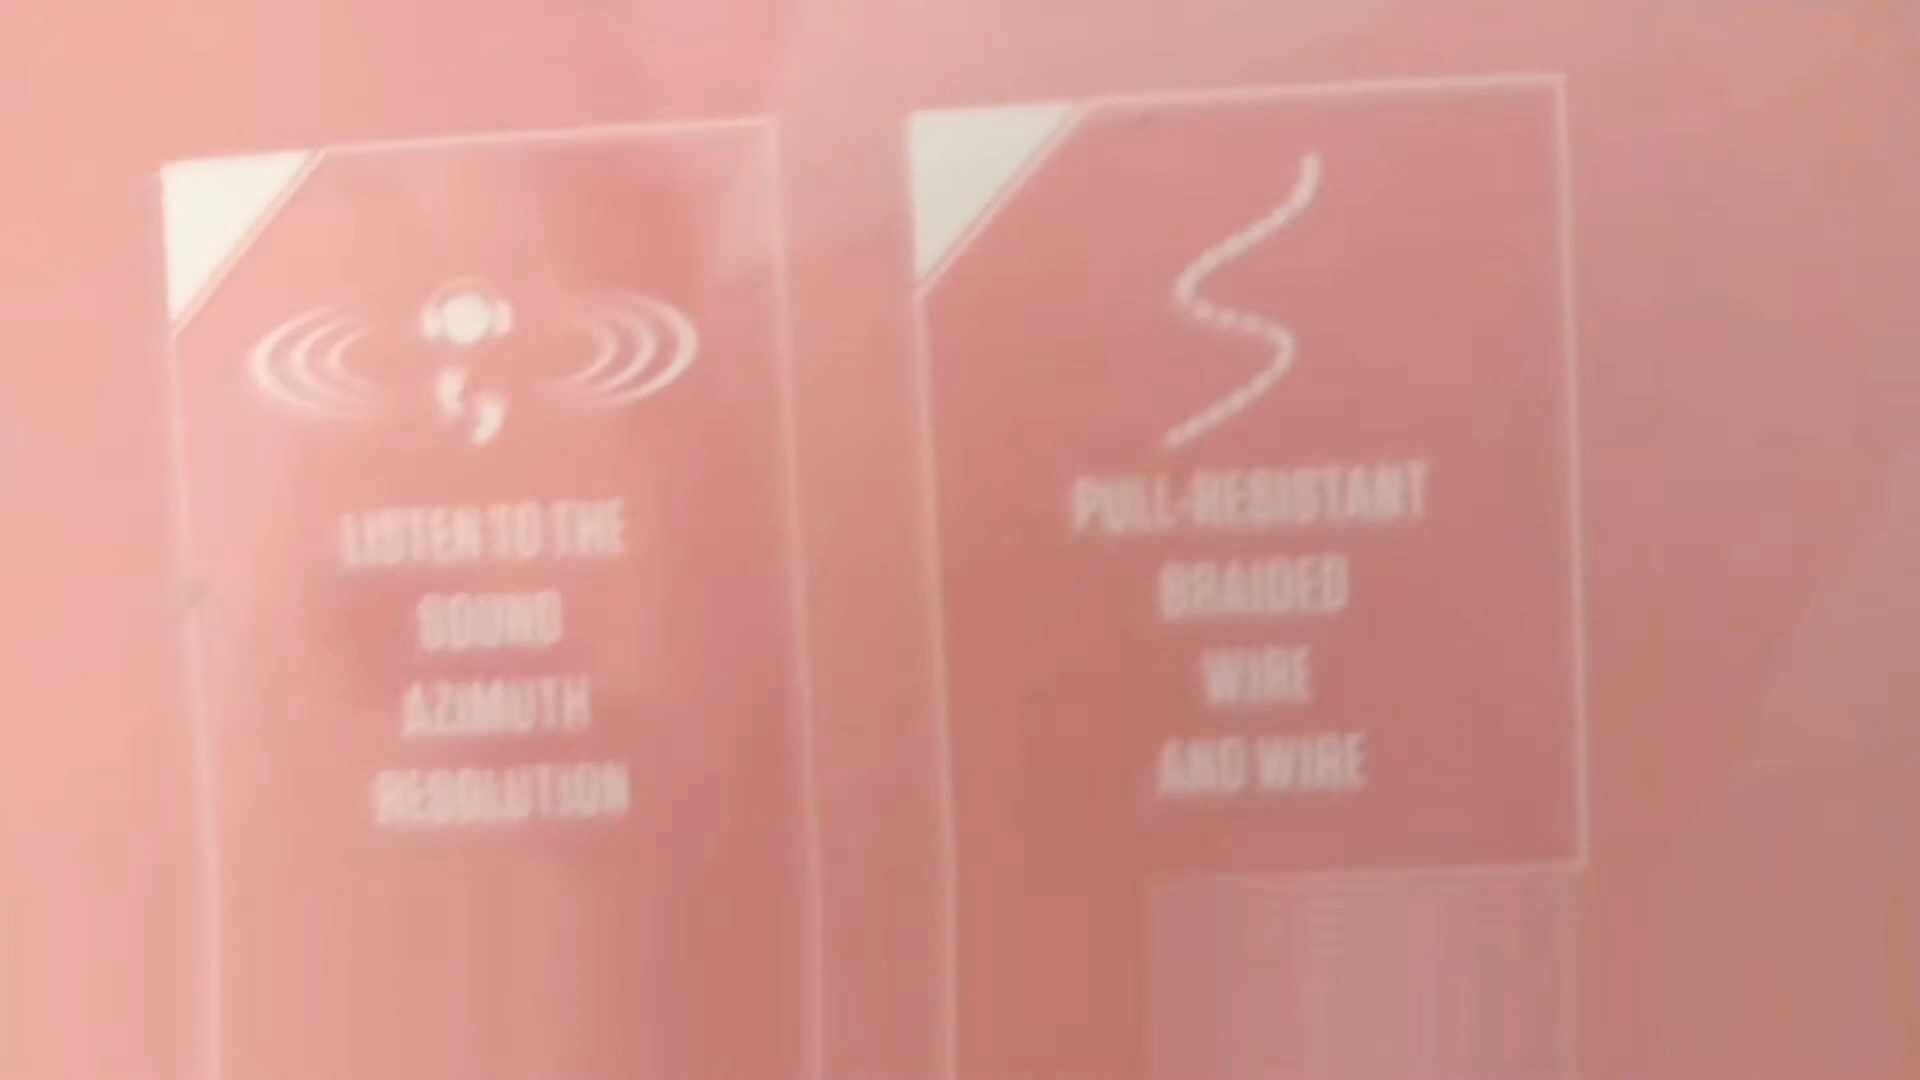 LISTEN TO THE
SOUND
AZIMUTH
RESOLUTION
PULL-RESISTANT
BRAIDED
WIRE
AND WIRE